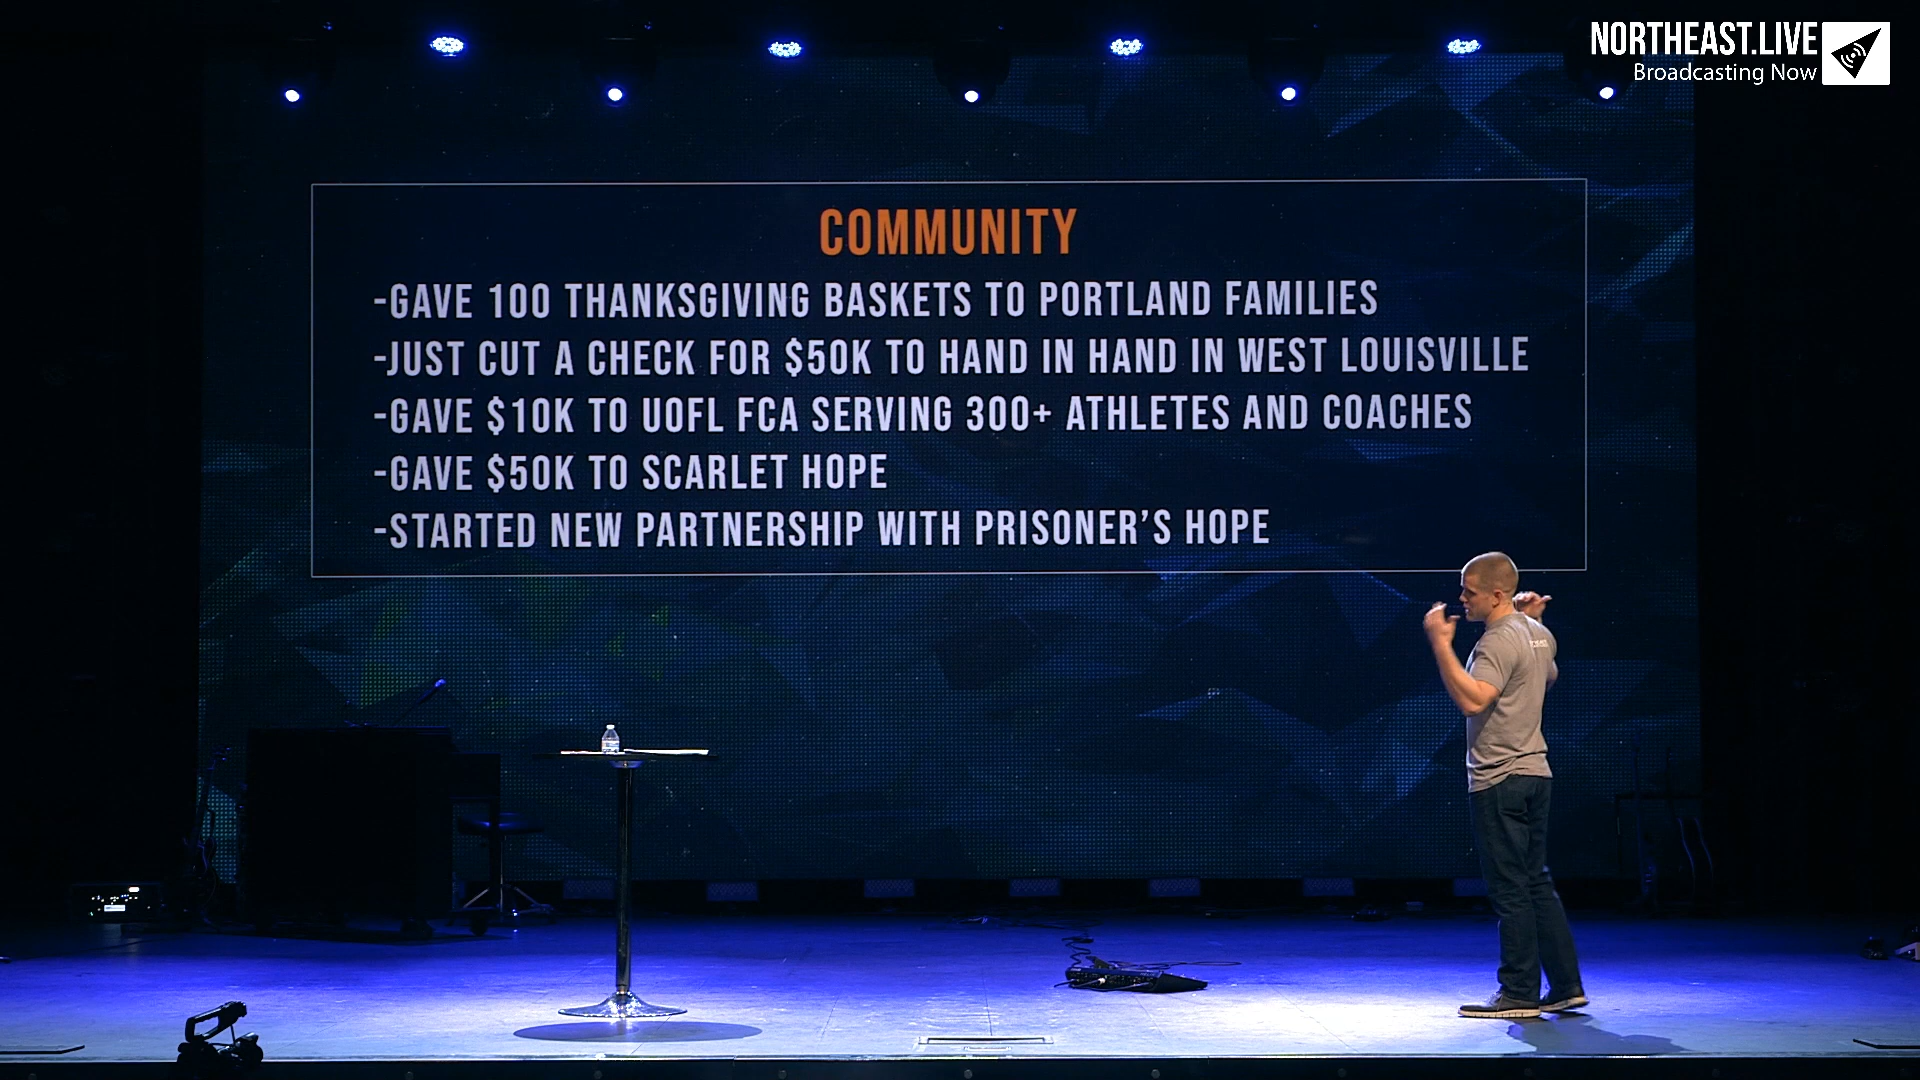 NORTHEAST.LIVE
Broadcasting Now
COMMUNITY
-GAVE 100 THANKSGIVING BASKETS TO PORTLAND FAMILIES
-JUST CUT A CHECK FOR $50K TO HAND IN HAND IN WEST LOUISVILLE
-GAVE $10K TO UOFL FCA SERVING 300+ ATHLETES AND COACHES
-GAVE $50K TO SCARLET HOPE
-STARTED NEW PARTNERSHIP WITH PRISONER'S HOPE